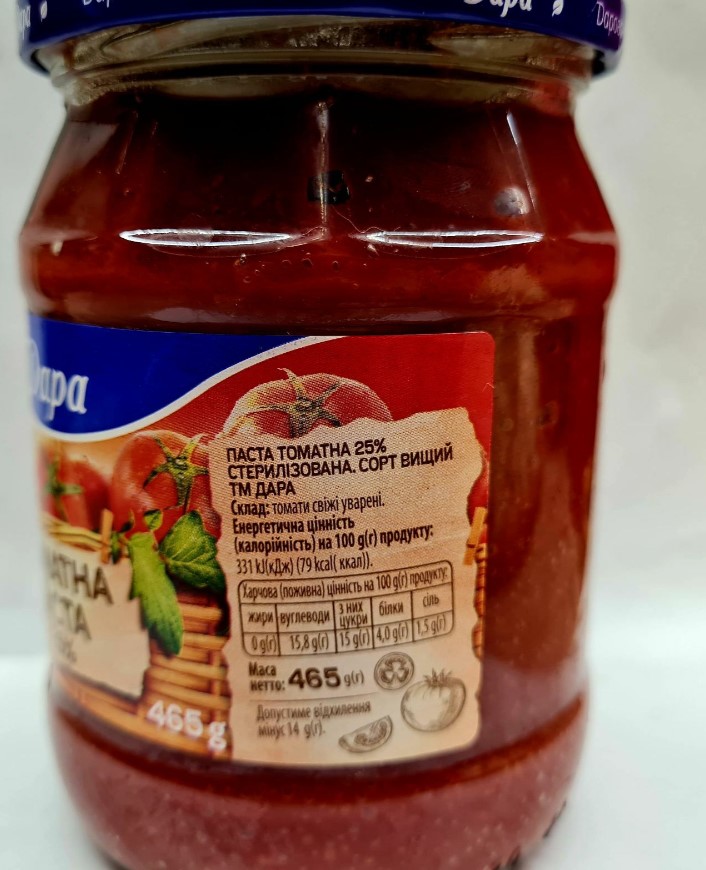 Дара
ПАСТА ТОМАТНА 25%
СТЕРИЛІЗОВАНА. СОРТ ВИЩИЙ
ТМ ДАРА
Склад: томати свіжі уварені.
Енергетична цінність
(калорійність) на 100 g(г) продукту:
331 kJ(кДж) (79 kcal( ккал)).
Харчова (поживна) цінність на 100 g(г) продукту:
жири вуглеводи з них цукри білки сіль
0 g(г) 15,8 g(г) 15 g(г) 4,0 g(г) 1,5 g(г)
Маса
нетто: 465 g(г)
Допустиме відхилення
мінус 14 g(г).
465 g